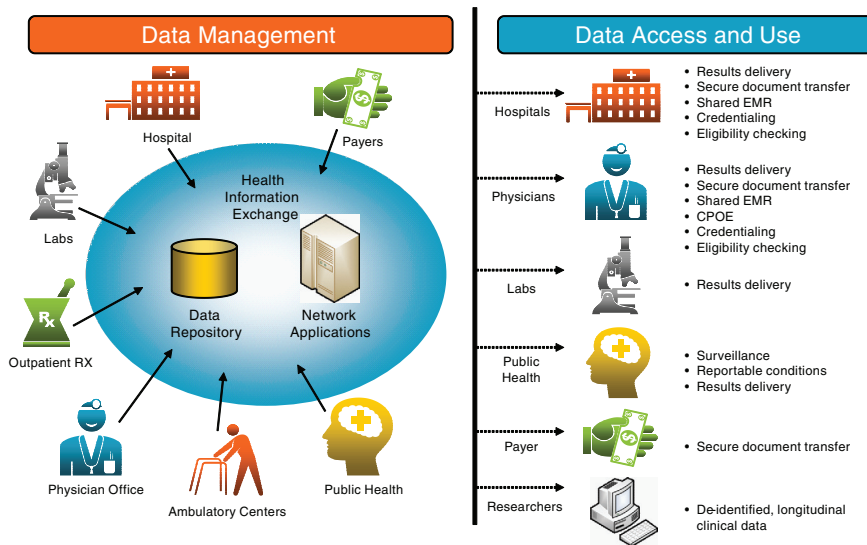 Data Management
Hospital
Payers
Labs
Health
Information
Exchange
Data
Repository
Network
Applications
Rx
Outpatient RX
Physician Office
Ambulatory Centers
Public Health
Data Access and Use
Hospitals
• Results delivery
• Secure document transfer
• Shared EMR
• Credentialing
• Eligibility checking
Physicians
• Results delivery
• Secure document transfer
• Shared EMR
• CPOE
• Credentialing
• Eligibility checking
Labs
• Results delivery
Public
Health
• Surveillance
• Reportable conditions
• Results delivery
Payer
• Secure document transfer
Researchers
• De-identified, longitudinal
clinical data